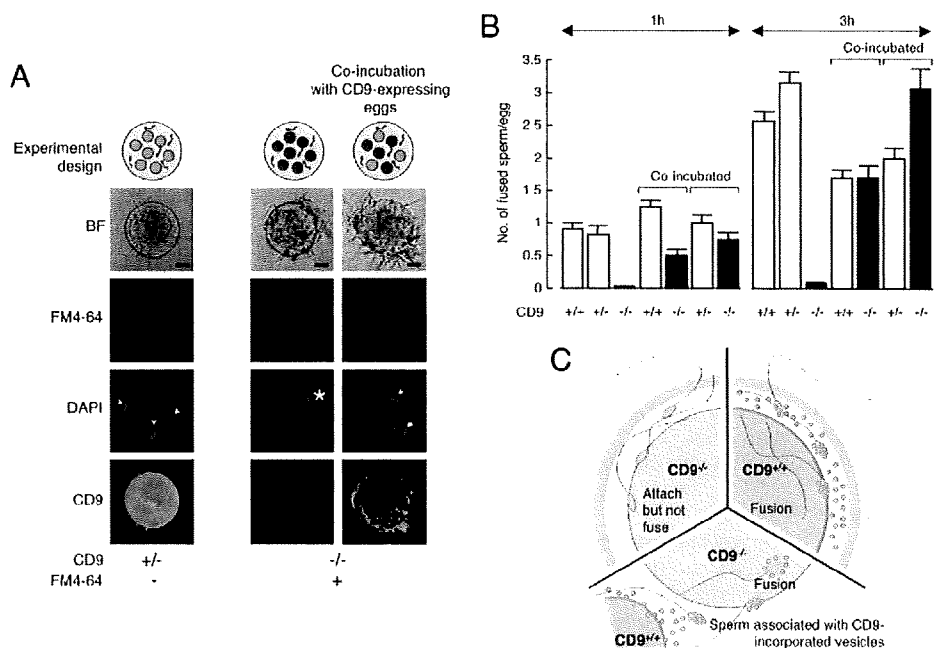 A
Co-incubation
with CD9-expressing
eggs
Experimental
design
BF
FM4-64
DAPI
*
CD9
CD9 +/- -/-
FM4-64 - +
B
1h 3h
Co-incubated
Co-incubated
No. of fused sperm/egg
3.5
3
2.5
2
1.5
1
0.5
0
CD9 +/+ +/- -/- +/+ -/- +/- -/- +/+ +/- -/- +/+ -/- +/- -/-
C
CD9-/-
Attach
but not
fuse
CD9+/+
Fusion
CD9-/-
Fusion
CD9+/+
Sperm associated with CD9-
incorporated vesicles